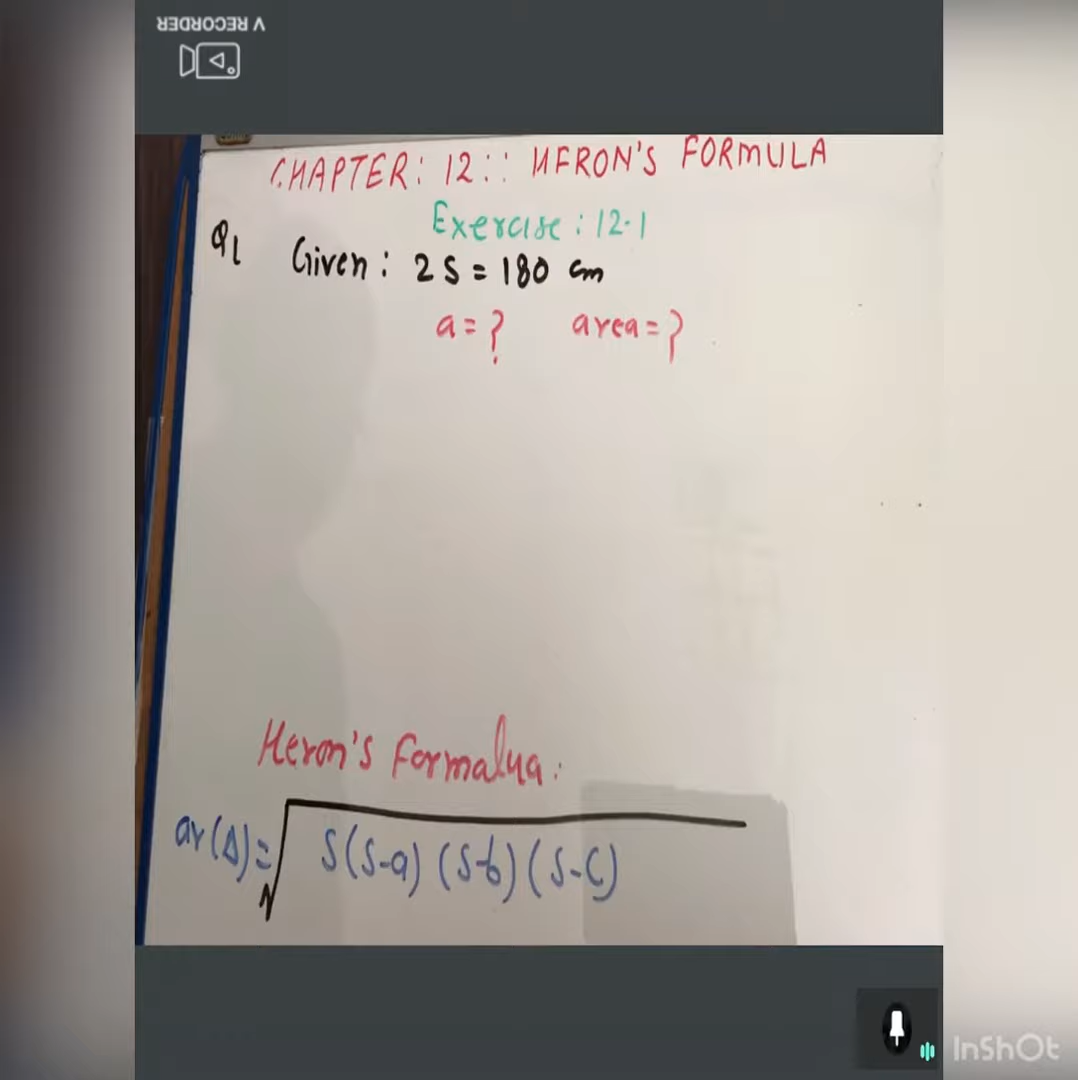 V RECORDER
CHAPTER: 12:: HERON'S FORMULA
Exercise: 12.1
Q1 Given: 2S = 180 cm
a = ? area = ?
Heron's Formalua:
ar(Δ) = √S(S-a) (S-b) (S-C)
InShOt